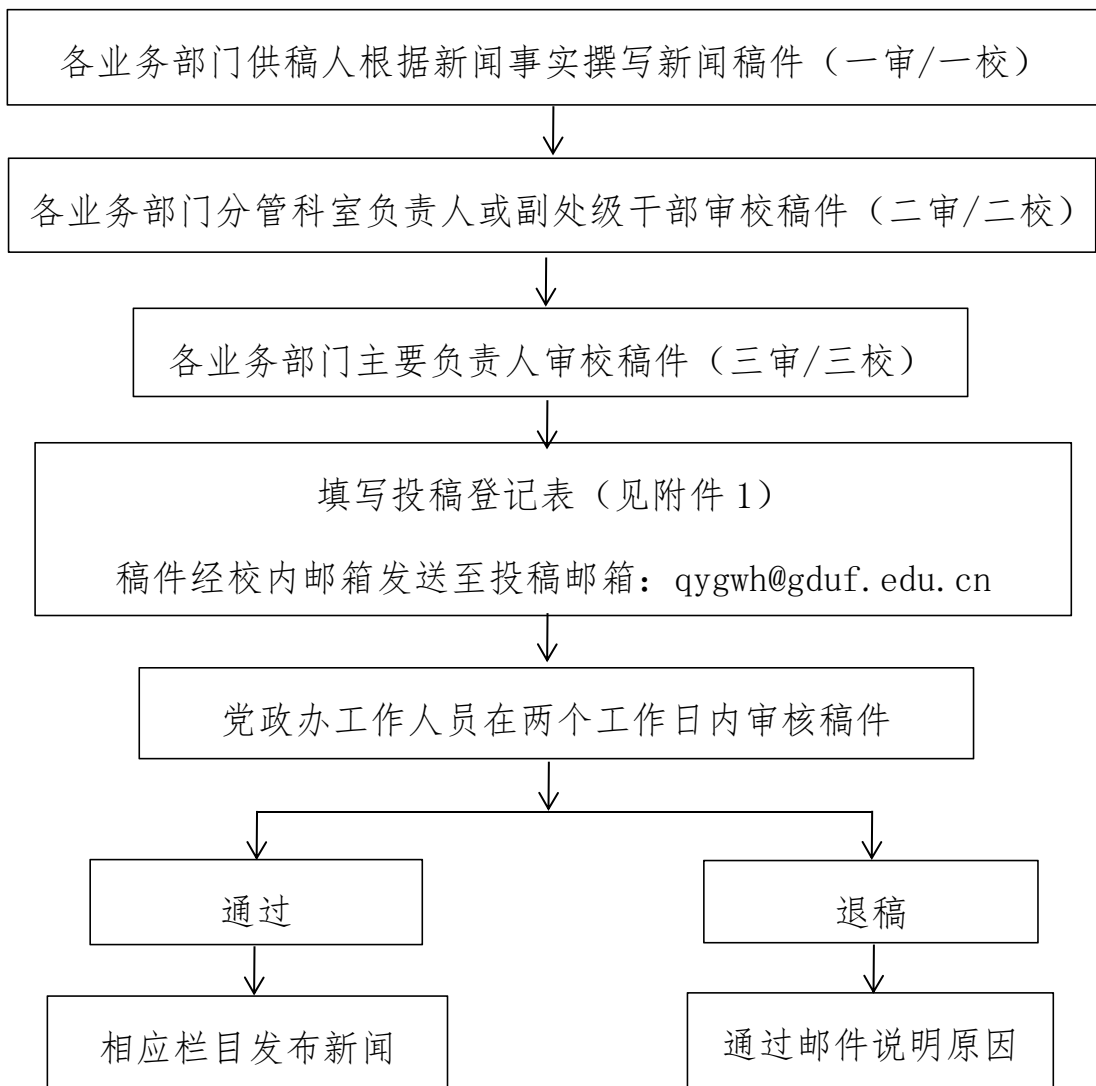 各业务部门供稿人根据新闻事实撰写新闻稿件（一审/一校）
各业务部门分管科室负责人或副处级干部审校稿件（二审/二校）
各业务部门主要负责人审校稿件（三审/三校）
填写投稿登记表（见附件 1）
稿件经校内邮箱发送至投稿邮箱：qygwh@gduf.edu.cn
党政办工作人员在两个工作日内审核稿件
通过
退稿
相应栏目发布新闻
通过邮件说明原因